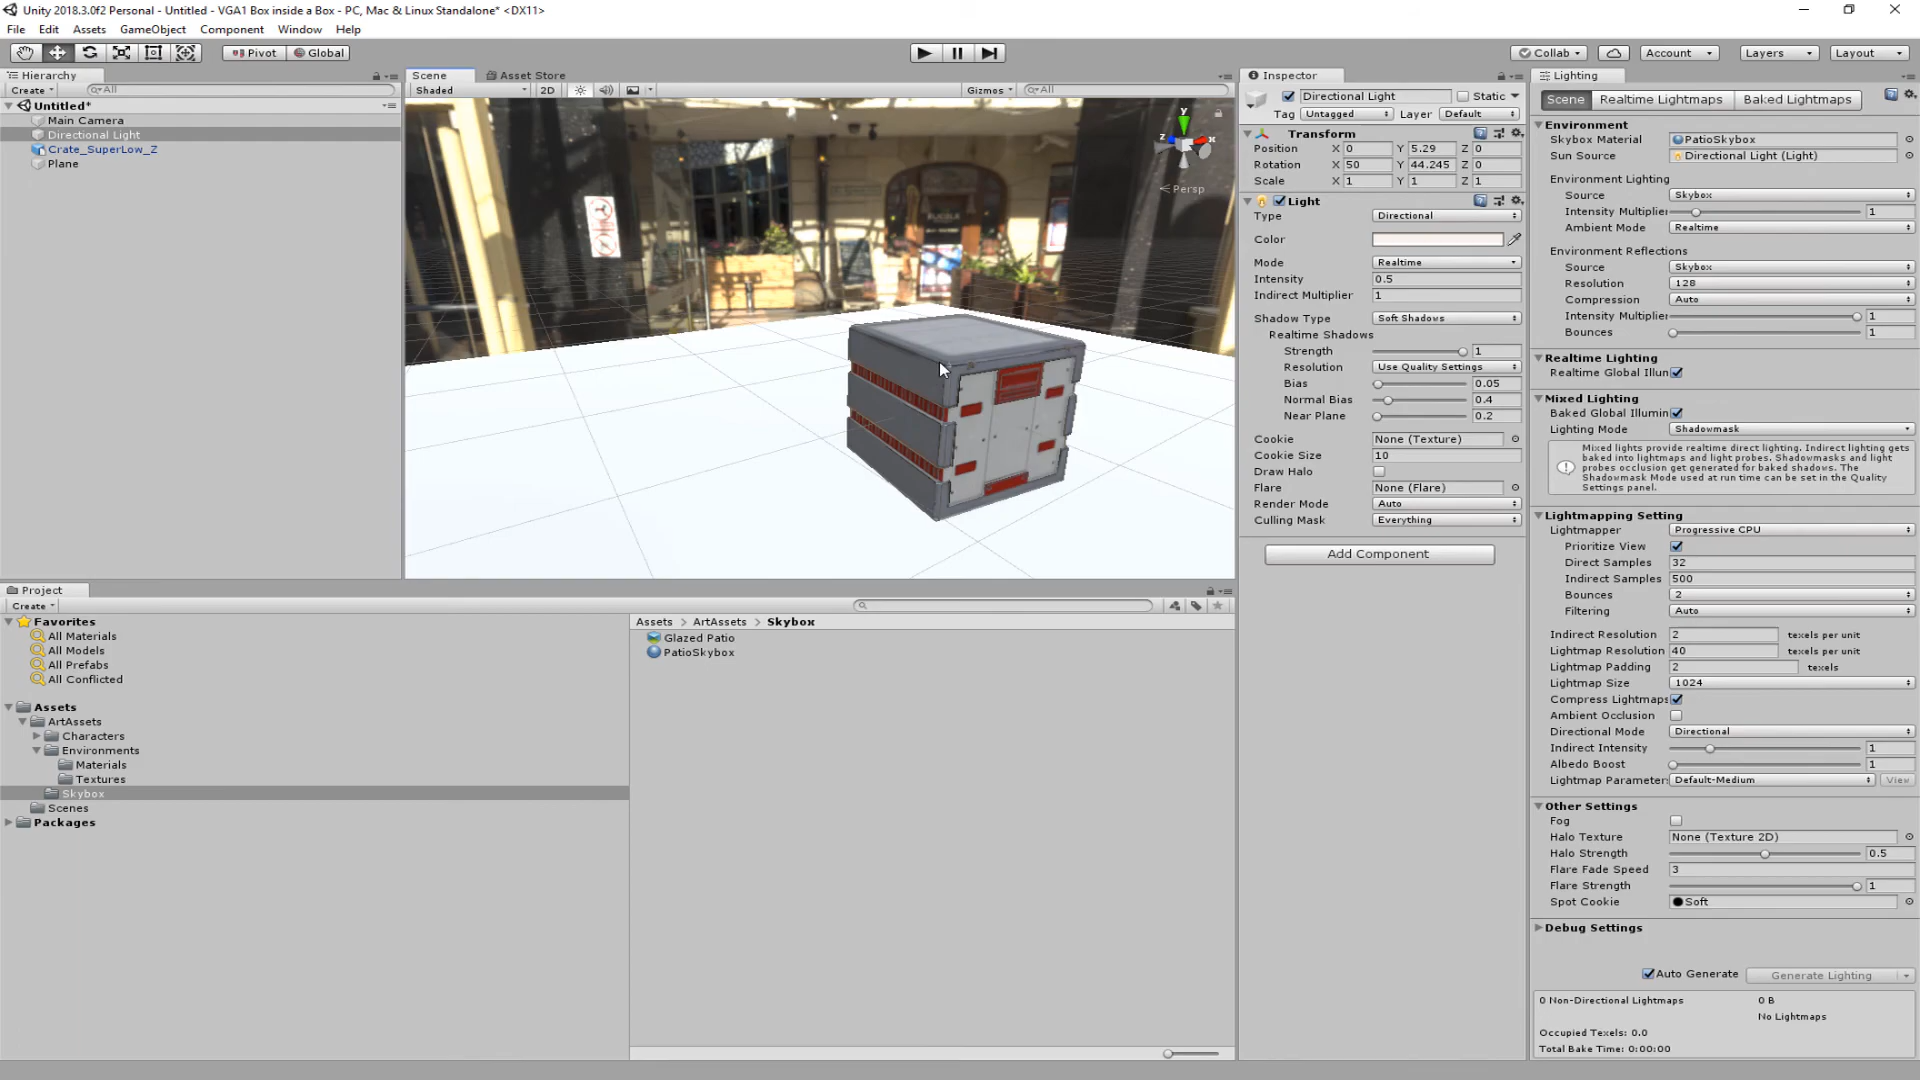 Unity 2018.3.0f2 Personal - Untitled - VGA1 Box inside a Box - PC, Mac & Linux Standalone* <DX11>
File Edit Assets GameObject Component Window Help
Pivot Global Collab Account Layers Layout
Hierarchy
Create All
Untitled*
Main Camera
Directional Light
Crate_SuperLow_Z
Plane
Scene Asset Store
Shaded 2D Gizmos All
y
z x
Persp
Inspector
Directional Light Static
Tag Untagged Layer Default
Transform
Position X 0 Y 5.29 Z 0
Rotation X 50 Y 44.245 Z 0
Scale X 1 Y 1 Z 1
Light
Type Directional
Color
Mode Realtime
Intensity 0.5
Indirect Multiplier 1
Shadow Type Soft Shadows
Realtime Shadows
Strength 1
Resolution Use Quality Settings
Bias 0.05
Normal Bias 0.4
Near Plane 0.2
Cookie None (Texture)
Cookie Size 10
Draw Halo
Flare None (Flare)
Render Mode Auto
Culling Mask Everything
Add Component
Lighting
Scene Realtime Lightmaps Baked Lightmaps
Environment
Skybox Material PatioSkybox
Sun Source Directional Light (Light)
Environment Lighting
Source Skybox
Intensity Multiplier 1
Ambient Mode Realtime
Environment Reflections
Source Skybox
Resolution 128
Compression Auto
Intensity Multiplier 1
Bounces 1
Realtime Lighting
Realtime Global Illun
Mixed Lighting
Baked Global Illumin
Lighting Mode Shadowmask
Mixed lights provide realtime direct lighting. Indirect lighting gets
baked into lightmaps and light probes. Shadowmasks and light
probes occlusion get generated for baked shadows. The
Shadowmask Mode used at run time can be set in the Quality
Settings panel.
Lightmapping Setting
Lightmapper Progressive CPU
Prioritize View
Direct Samples 32
Indirect Samples 500
Bounces 2
Filtering Auto
Indirect Resolution 2 texels per unit
Lightmap Resolution 40 texels per unit
Lightmap Padding 2 texels
Lightmap Size 1024
Compress Lightmaps
Ambient Occlusion
Directional Mode Directional
Indirect Intensity 1
Albedo Boost 1
Lightmap Parameter: Default-Medium View
Other Settings
Fog
Halo Texture None (Texture 2D)
Halo Strength 0.5
Flare Fade Speed 3
Flare Strength 1
Spot Cookie Soft
Debug Settings
Auto Generate Generate Lighting
0 Non-Directional Lightmaps 0 B
No Lightmaps
Occupied Texels: 0.0
Total Bake Time: 0:00:00
Project
Create
Favorites
All Materials
All Models
All Prefabs
All Conflicted
Assets
ArtAssets
Characters
Environments
Materials
Textures
Skybox
Scenes
Packages
Assets > ArtAssets > Skybox
Glazed Patio
PatioSkybox